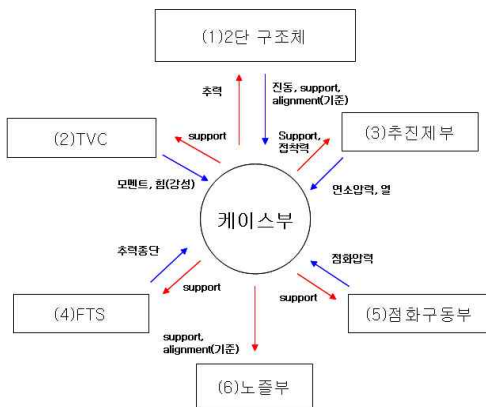 (1)2단 구조체
추력
진동, support,
alignment(기준)
(2)TVC
support
Support,
접착력
(3)추진제부
모멘트, 힘(강성)
연소압력, 열
케이스부
추력종단
점화압력
(4)FTS
support
support
(5)점화구동부
support,
alignment(기준)
(6)노즐부